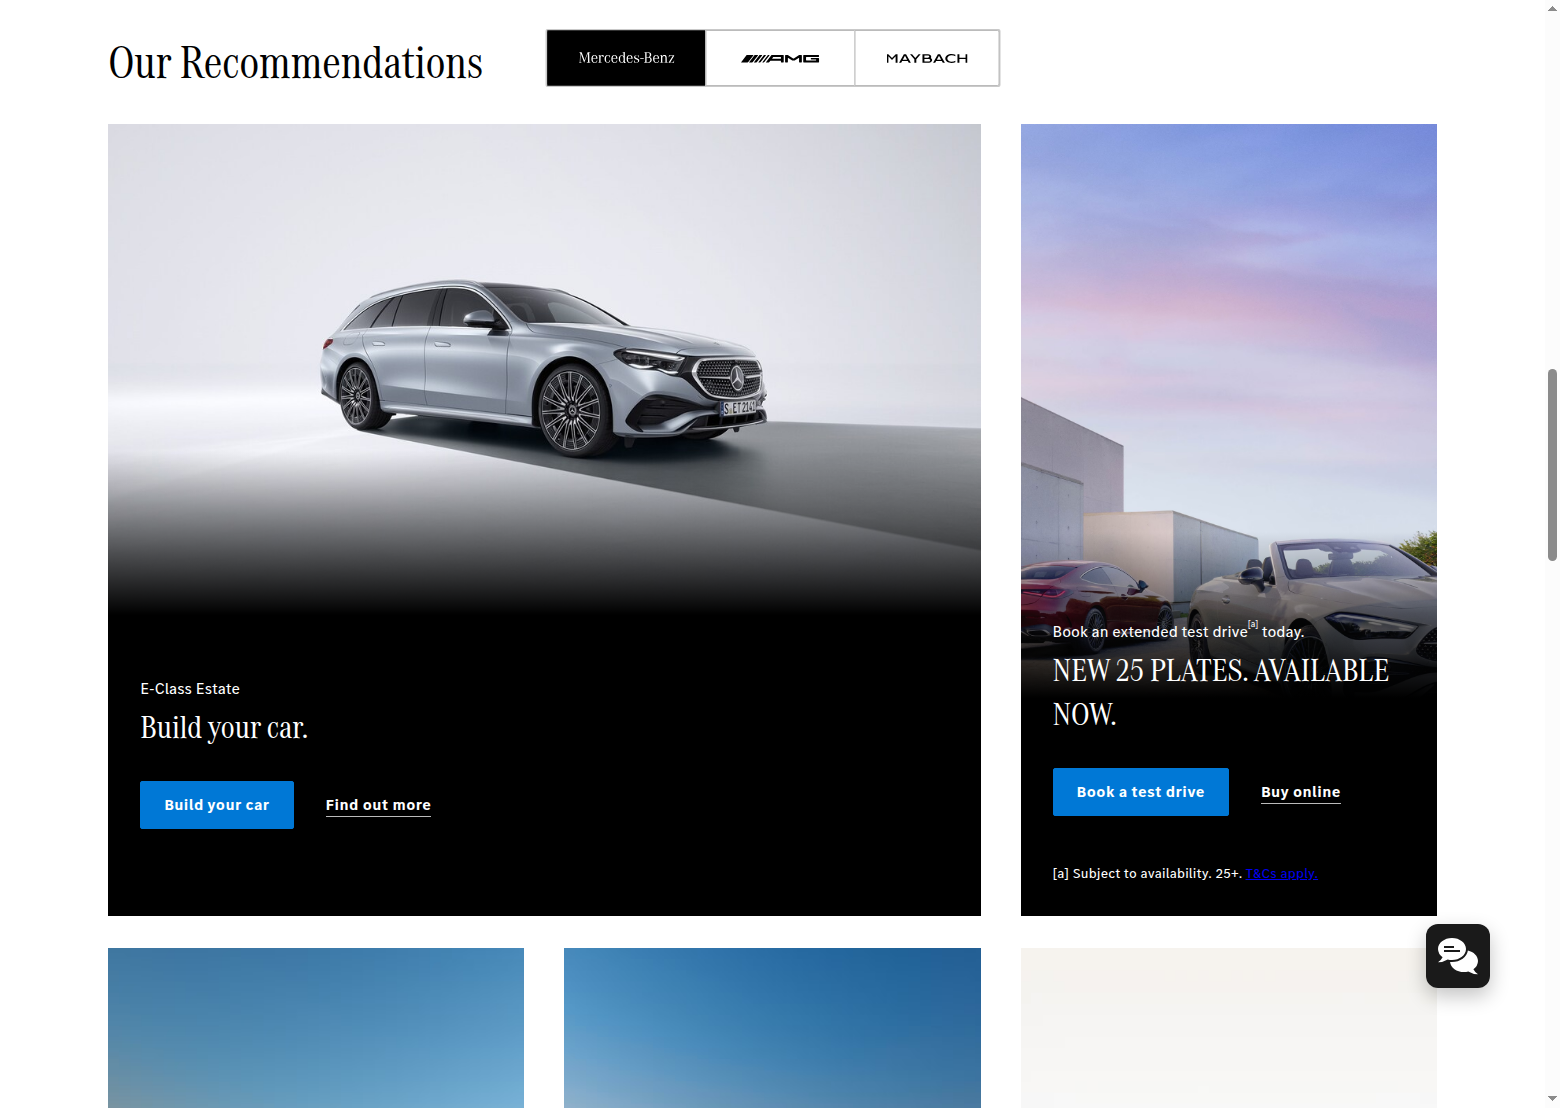 Our Recommendations
Mercedes-Benz
AMG
MAYBACH
S ET 2141
E-Class Estate
Build your car.
Build your car
Find out more
Book an extended test drive[a] today.
NEW 25 PLATES. AVAILABLE
NOW.
Book a test drive
Buy online
[a] Subject to availability. 25+. T&Cs apply.